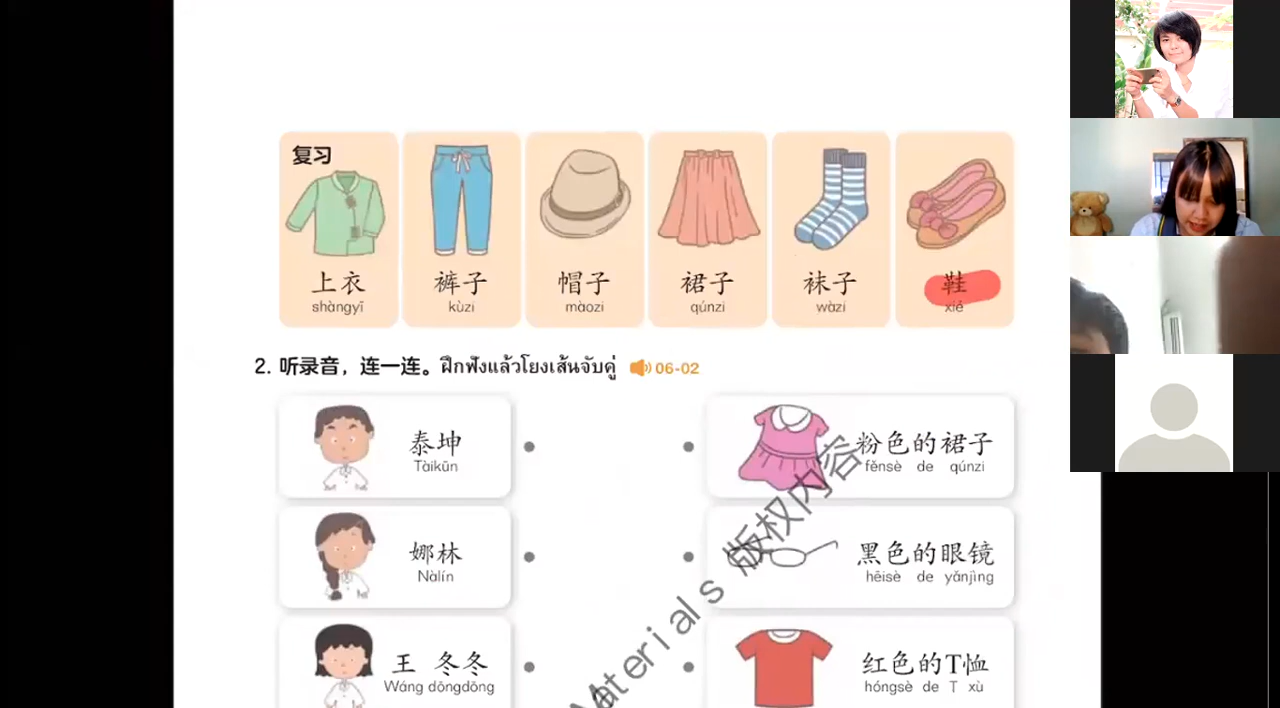 复习
上衣 裤子 帽子 裙子 袜子 鞋
shàngyī kùzi màozi qúnzi wàzi xié
2. 听录音，连一连。 ฝึกฟังแล้วโยงเส้นจับคู่ 06-02
泰坤 粉色的裙子
Tàikūn fěnsè de qúnzi
娜林 黑色的眼镜
Nàlín hēisè de yǎnjìng
王 冬冬 红色的T恤
Wáng dōngdōng hóngsè de T xù
Materials 版权内容